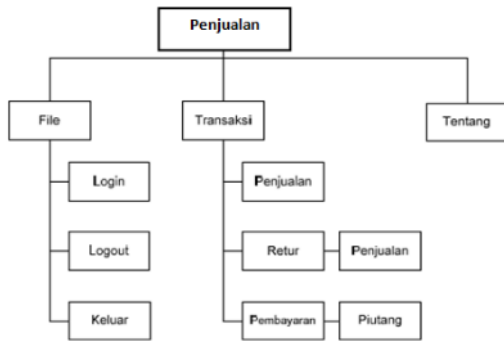 Penjualan
File
Transaksi
Tentang
Login
Penjualan
Logout
Retur
Penjualan
Keluar
Pembayaran
Piutang